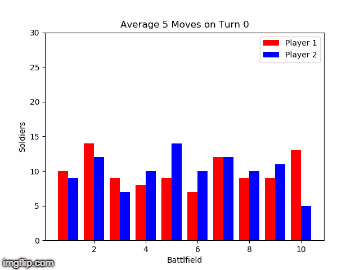 Average 5 Moves on Turn 0
Player 1
Player 2
30
25
20
15
10
5
0
Soldiers
2 4 6 8 10
Battlifield
imgflip.com